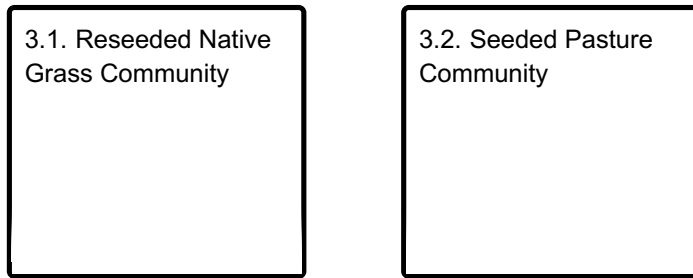 3.1. Reseeded Native
Grass Community
3.2. Seeded Pasture
Community